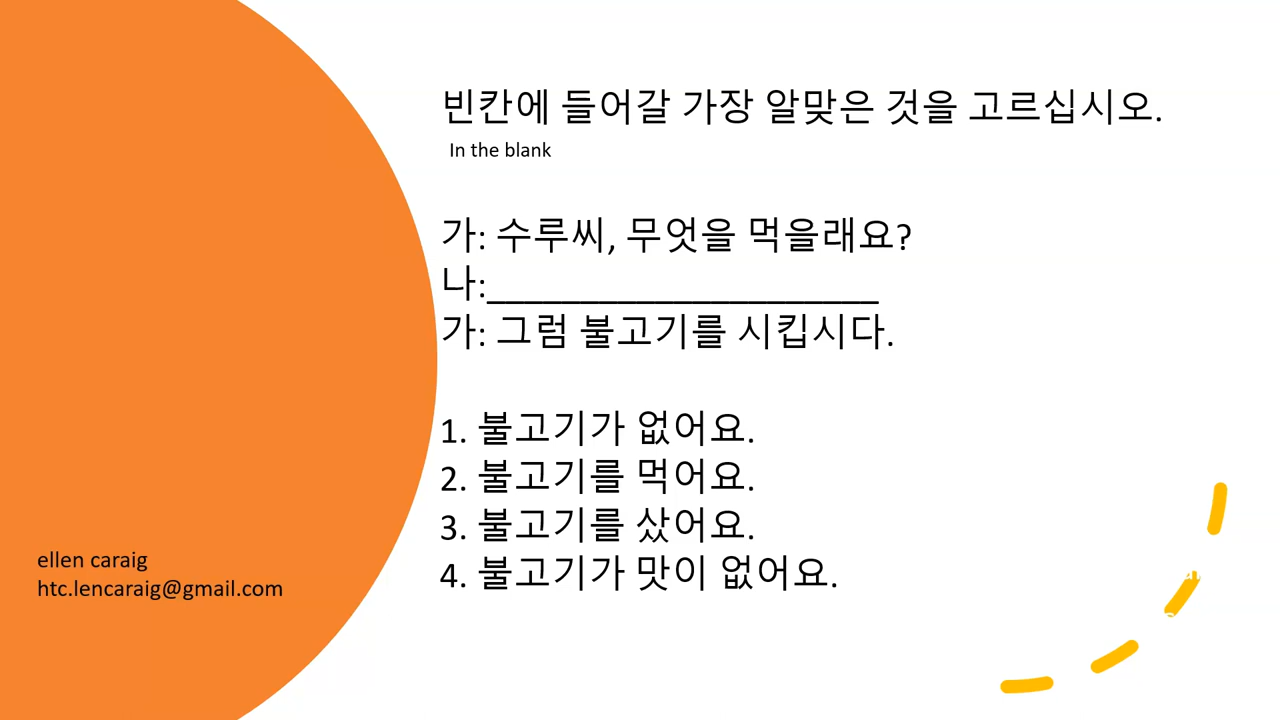 빈칸에 들어갈 가장 알맞은 것을 고르십시오.
In the blank
가: 수루씨, 무엇을 먹을래요?
나:_____________________
가: 그럼 불고기를 시킵시다.
1. 불고기가 없어요.
2. 불고기를 먹어요.
3. 불고기를 샀어요.
4. 불고기가 맛이 없어요.
ellen caraig
htc.lencaraig@gmail.com